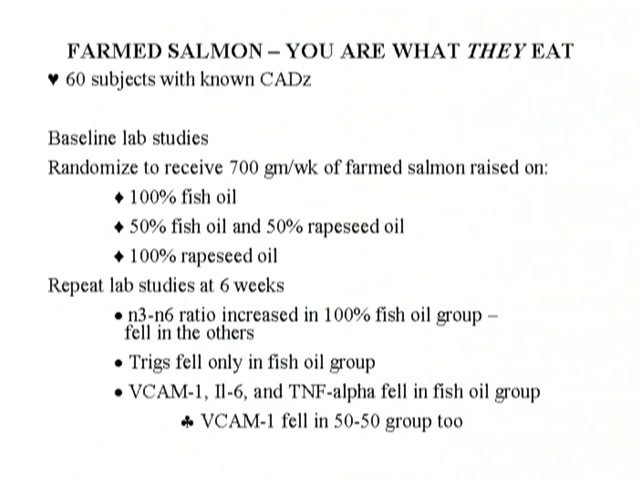 FARMED SALMON – YOU ARE WHAT THEY EAT
♥ 60 subjects with known CADz
Baseline lab studies
Randomize to receive 700 gm/wk of farmed salmon raised on:
♦ 100% fish oil
♦ 50% fish oil and 50% rapeseed oil
♦ 100% rapeseed oil
Repeat lab studies at 6 weeks
• n3-n6 ratio increased in 100% fish oil group –
fell in the others
• Trigs fell only in fish oil group
• VCAM-1, Il-6, and TNF-alpha fell in fish oil group
♣ VCAM-1 fell in 50-50 group too